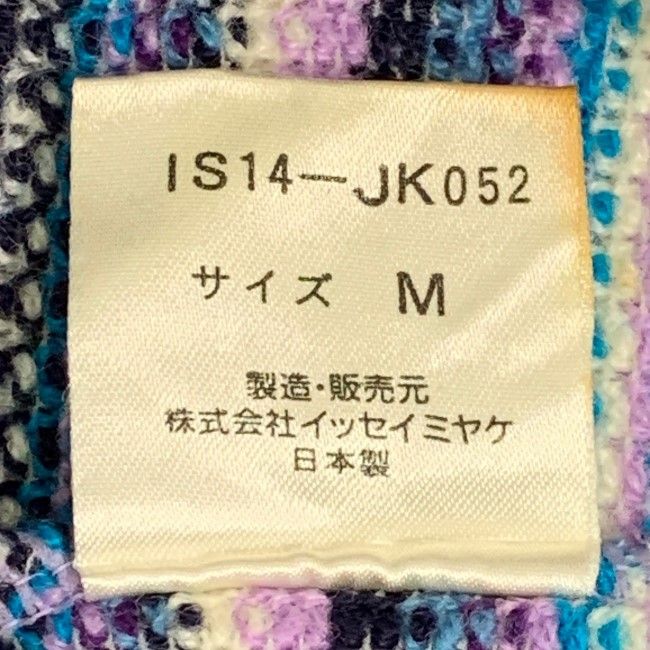 IS14-JK052
サイズ M
製造・販売元
株式会社イッセイミヤケ
日本製